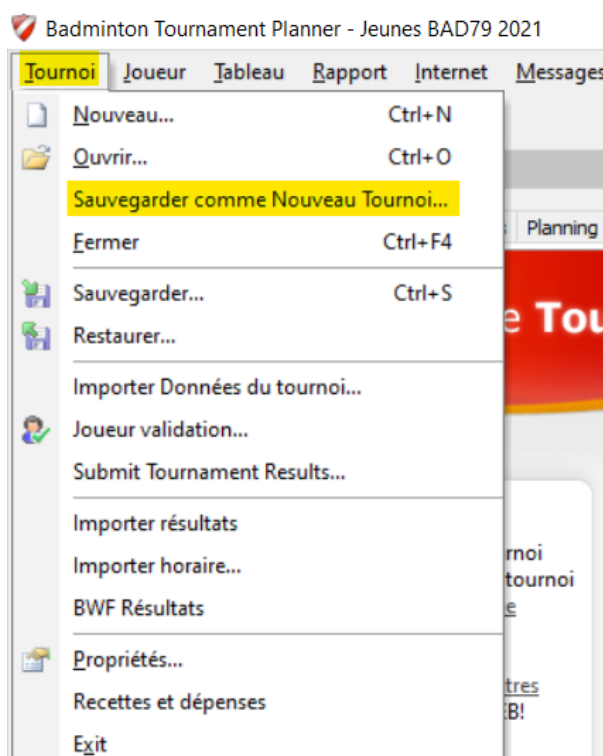 Badminton Tournament Planner - Jeunes BAD79 2021
Tournoi Joueur Tableau Rapport Internet Messages
Nouveau... Ctrl+N
Ouvrir... Ctrl+O
Sauvegarder comme Nouveau Tournoi...
Fermer Ctrl+F4
Planning
Sauvegarder... Ctrl+S
e Tou
Restaurer...
Importer Données du tournoi...
Joueur validation...
Submit Tournament Results...
Importer résultats
rnoi
Importer horaire...
tournoi
BWF Résultats
e
Propriétés...
tres
Recettes et dépenses
EB!
Exit